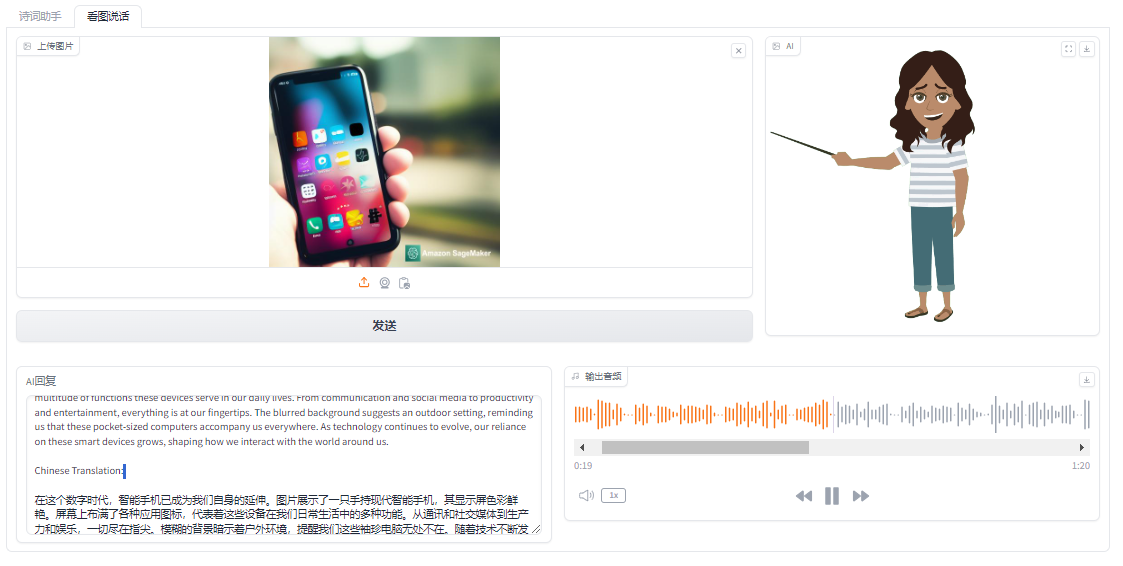 诗词助手
看图说话
上传图片
AI
Amazon SageMaker
发送
AI回复
multitude of functions these devices serve in our daily lives. From communication and social media to productivity
and entertainment, everything is at our fingertips. The blurred background suggests an outdoor setting, reminding
us that these pocket-sized computers accompany us everywhere. As technology continues to evolve, our reliance
on these smart devices grows, shaping how we interact with the world around us.
Chinese Translation:
在这个数字时代，智能手机已成为我们自身的延伸。图片展示了一只手持现代智能手机，其显示屏色彩鲜
艳。屏幕上布满了各种应用图标，代表着这些设备在我们日常生活中的多种功能。从通讯和社交媒体到生产
力和娱乐，一切尽在指尖。模糊的背景暗示着户外环境，提醒我们这些袖珍电脑无处不在。随着技术不断发
输出音频
0:19
1:20
1x